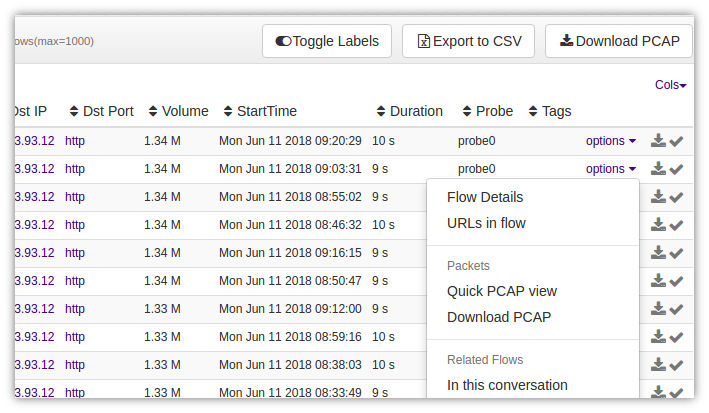 ows(max=1000) Toggle Labels Export to CSV Download PCAP
Cols
Dst IP Dst Port Volume StartTime Duration Probe Tags
3.93.12 http 1.34 M Mon Jun 11 2018 09:20:29 10 s probe0 options
3.93.12 http 1.34 M Mon Jun 11 2018 09:03:31 9 s probe0 options
3.93.12 http 1.34 M Mon Jun 11 2018 08:55:02 9 s Flow Details
3.93.12 http 1.34 M Mon Jun 11 2018 08:46:32 10 s URLs in flow
3.93.12 http 1.34 M Mon Jun 11 2018 09:16:15 9 s Packets
3.93.12 http 1.34 M Mon Jun 11 2018 08:50:47 9 s Quick PCAP view
3.93.12 http 1.33 M Mon Jun 11 2018 09:12:00 9 s Download PCAP
3.93.12 http 1.33 M Mon Jun 11 2018 08:59:16 10 s
3.93.12 http 1.33 M Mon Jun 11 2018 08:38:03 10 s Related Flows
3.93.12 http 1.33 M Mon Jun 11 2018 08:33:49 9 s In this conversation